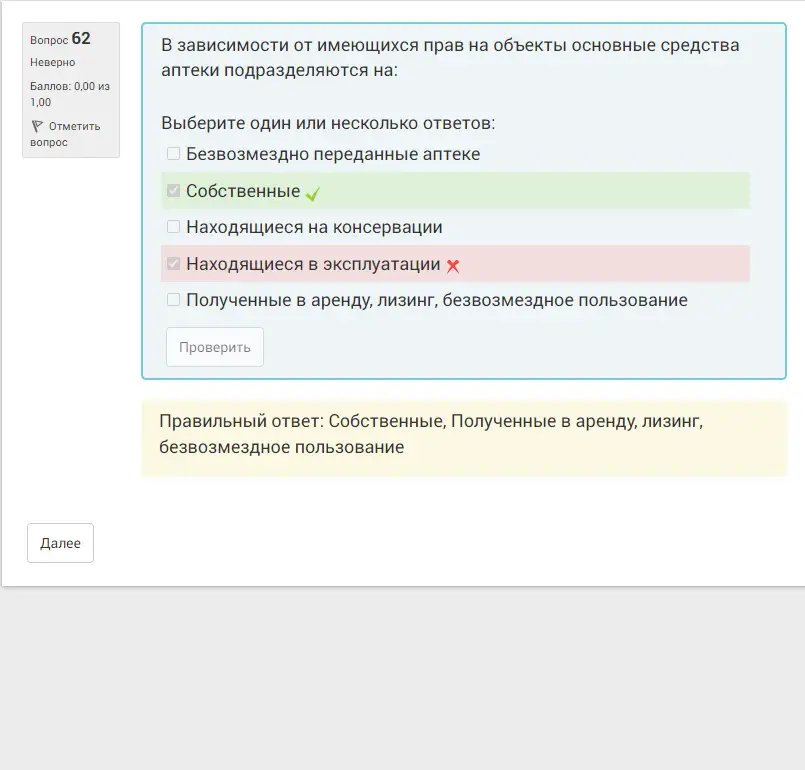 Вопрос 62
Неверно
Баллов: 0,00 из
1,00
Отметить
вопрос
В зависимости от имеющихся прав на объекты основные средства
аптеки подразделяются на:
Выберите один или несколько ответов:
Безвозмездно переданные аптеке
Собственные
Находящиеся на консервации
Находящиеся в эксплуатации
Полученные в аренду, лизинг, безвозмездное пользование
Проверить
Правильный ответ: Собственные, Полученные в аренду, лизинг,
безвозмездное пользование
Далее